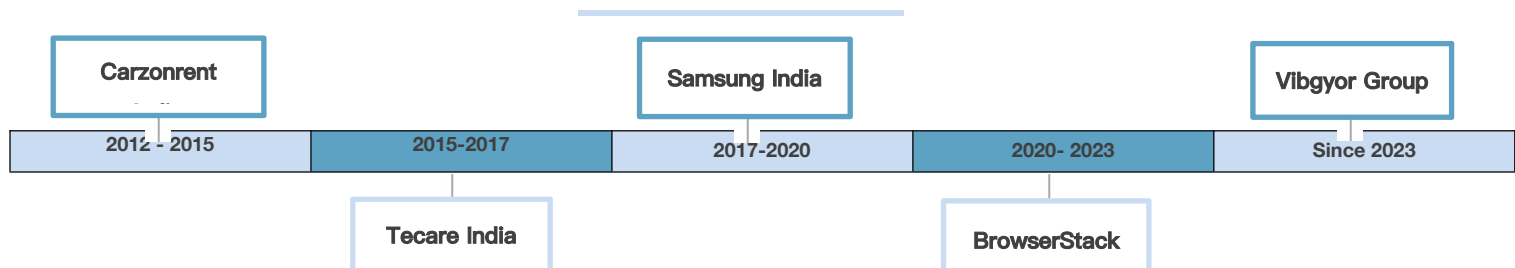 Carzonrent
Samsung India
Vibgyor Group
2012 - 2015
2015-2017
2017-2020
2020- 2023
Since 2023
Tecare India
BrowserStack